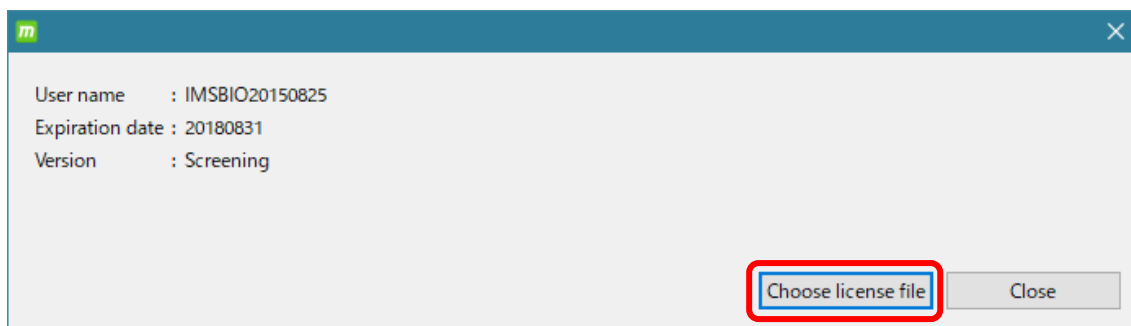 m
User name : IMSBIO20150825
Expiration date : 20180831
Version : Screening
Choose license file Close